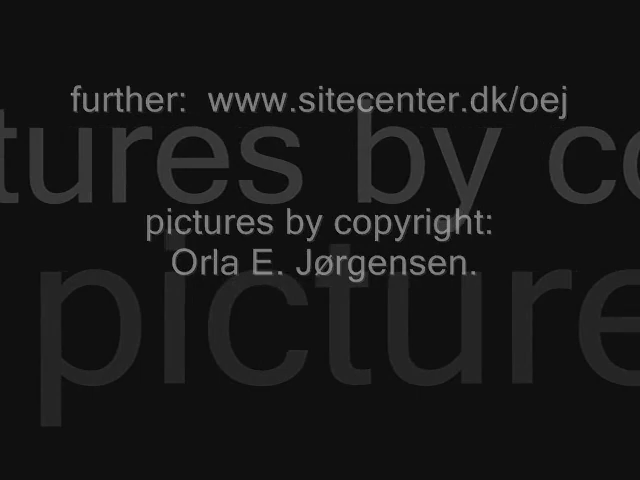 further:  www.sitecenter.dk/oej
tures by co
pictures by copyright:
Orla E. Jørgensen.
picture